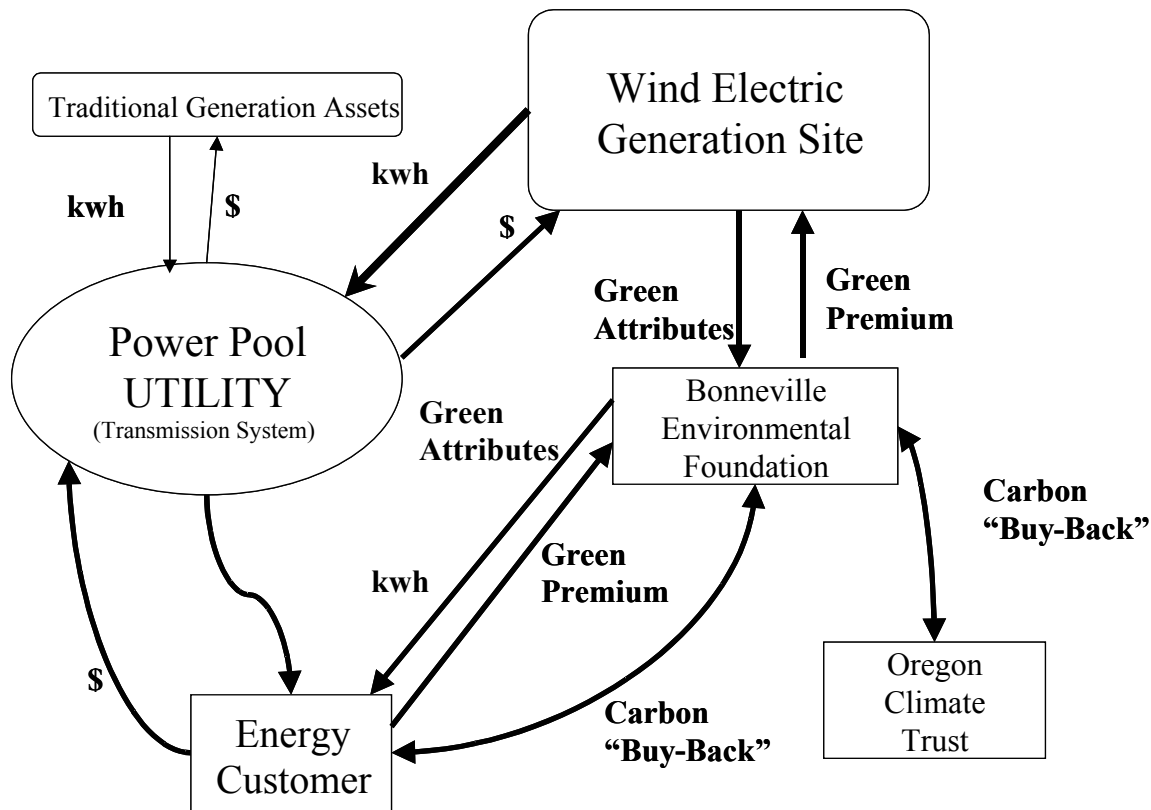 Wind Electric
Generation Site
Traditional Generation Assets
kwh
kwh
$
$
Green
Attributes
Green
Premium
Power Pool
UTILITY
(Transmission System)
Bonneville
Environmental
Foundation
Green
Attributes
Carbon
“Buy-Back”
kwh
Green
Premium
$
Oregon
Climate
Trust
Carbon
“Buy-Back”
Energy
Customer